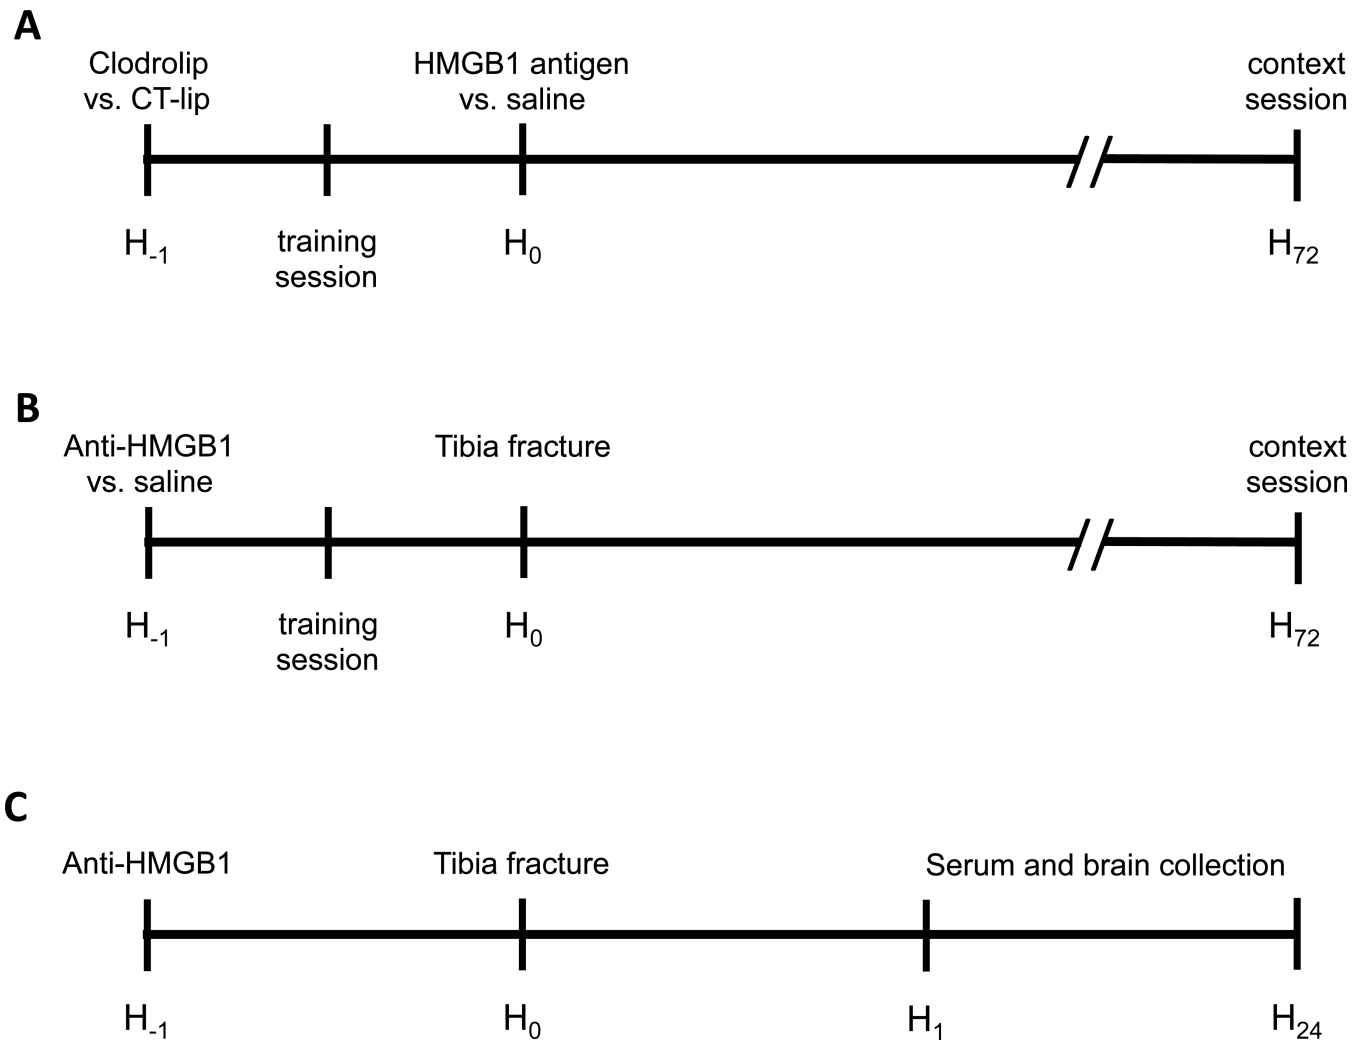 A
Clodrolip
vs. CT-lip
HMGB1 antigen
vs. saline
context
session
H-1
training
session
H0
H72
B
Anti-HMGB1
vs. saline
Tibia fracture
context
session
H-1
training
session
H0
H72
C
Anti-HMGB1
Tibia fracture
Serum and brain collection
H-1
H0
H1
H24